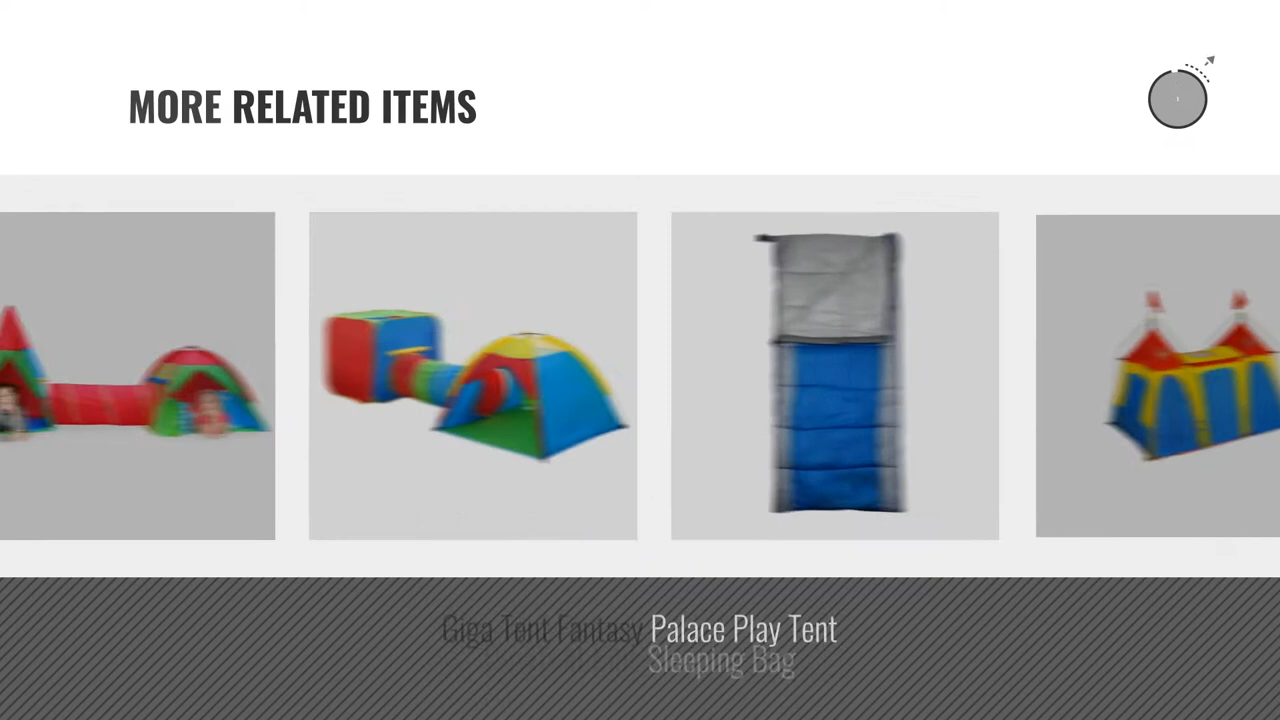 MORE RELATED ITEMS
Giga Tent Fantasy Palace Play Tent
Sleeping Bag